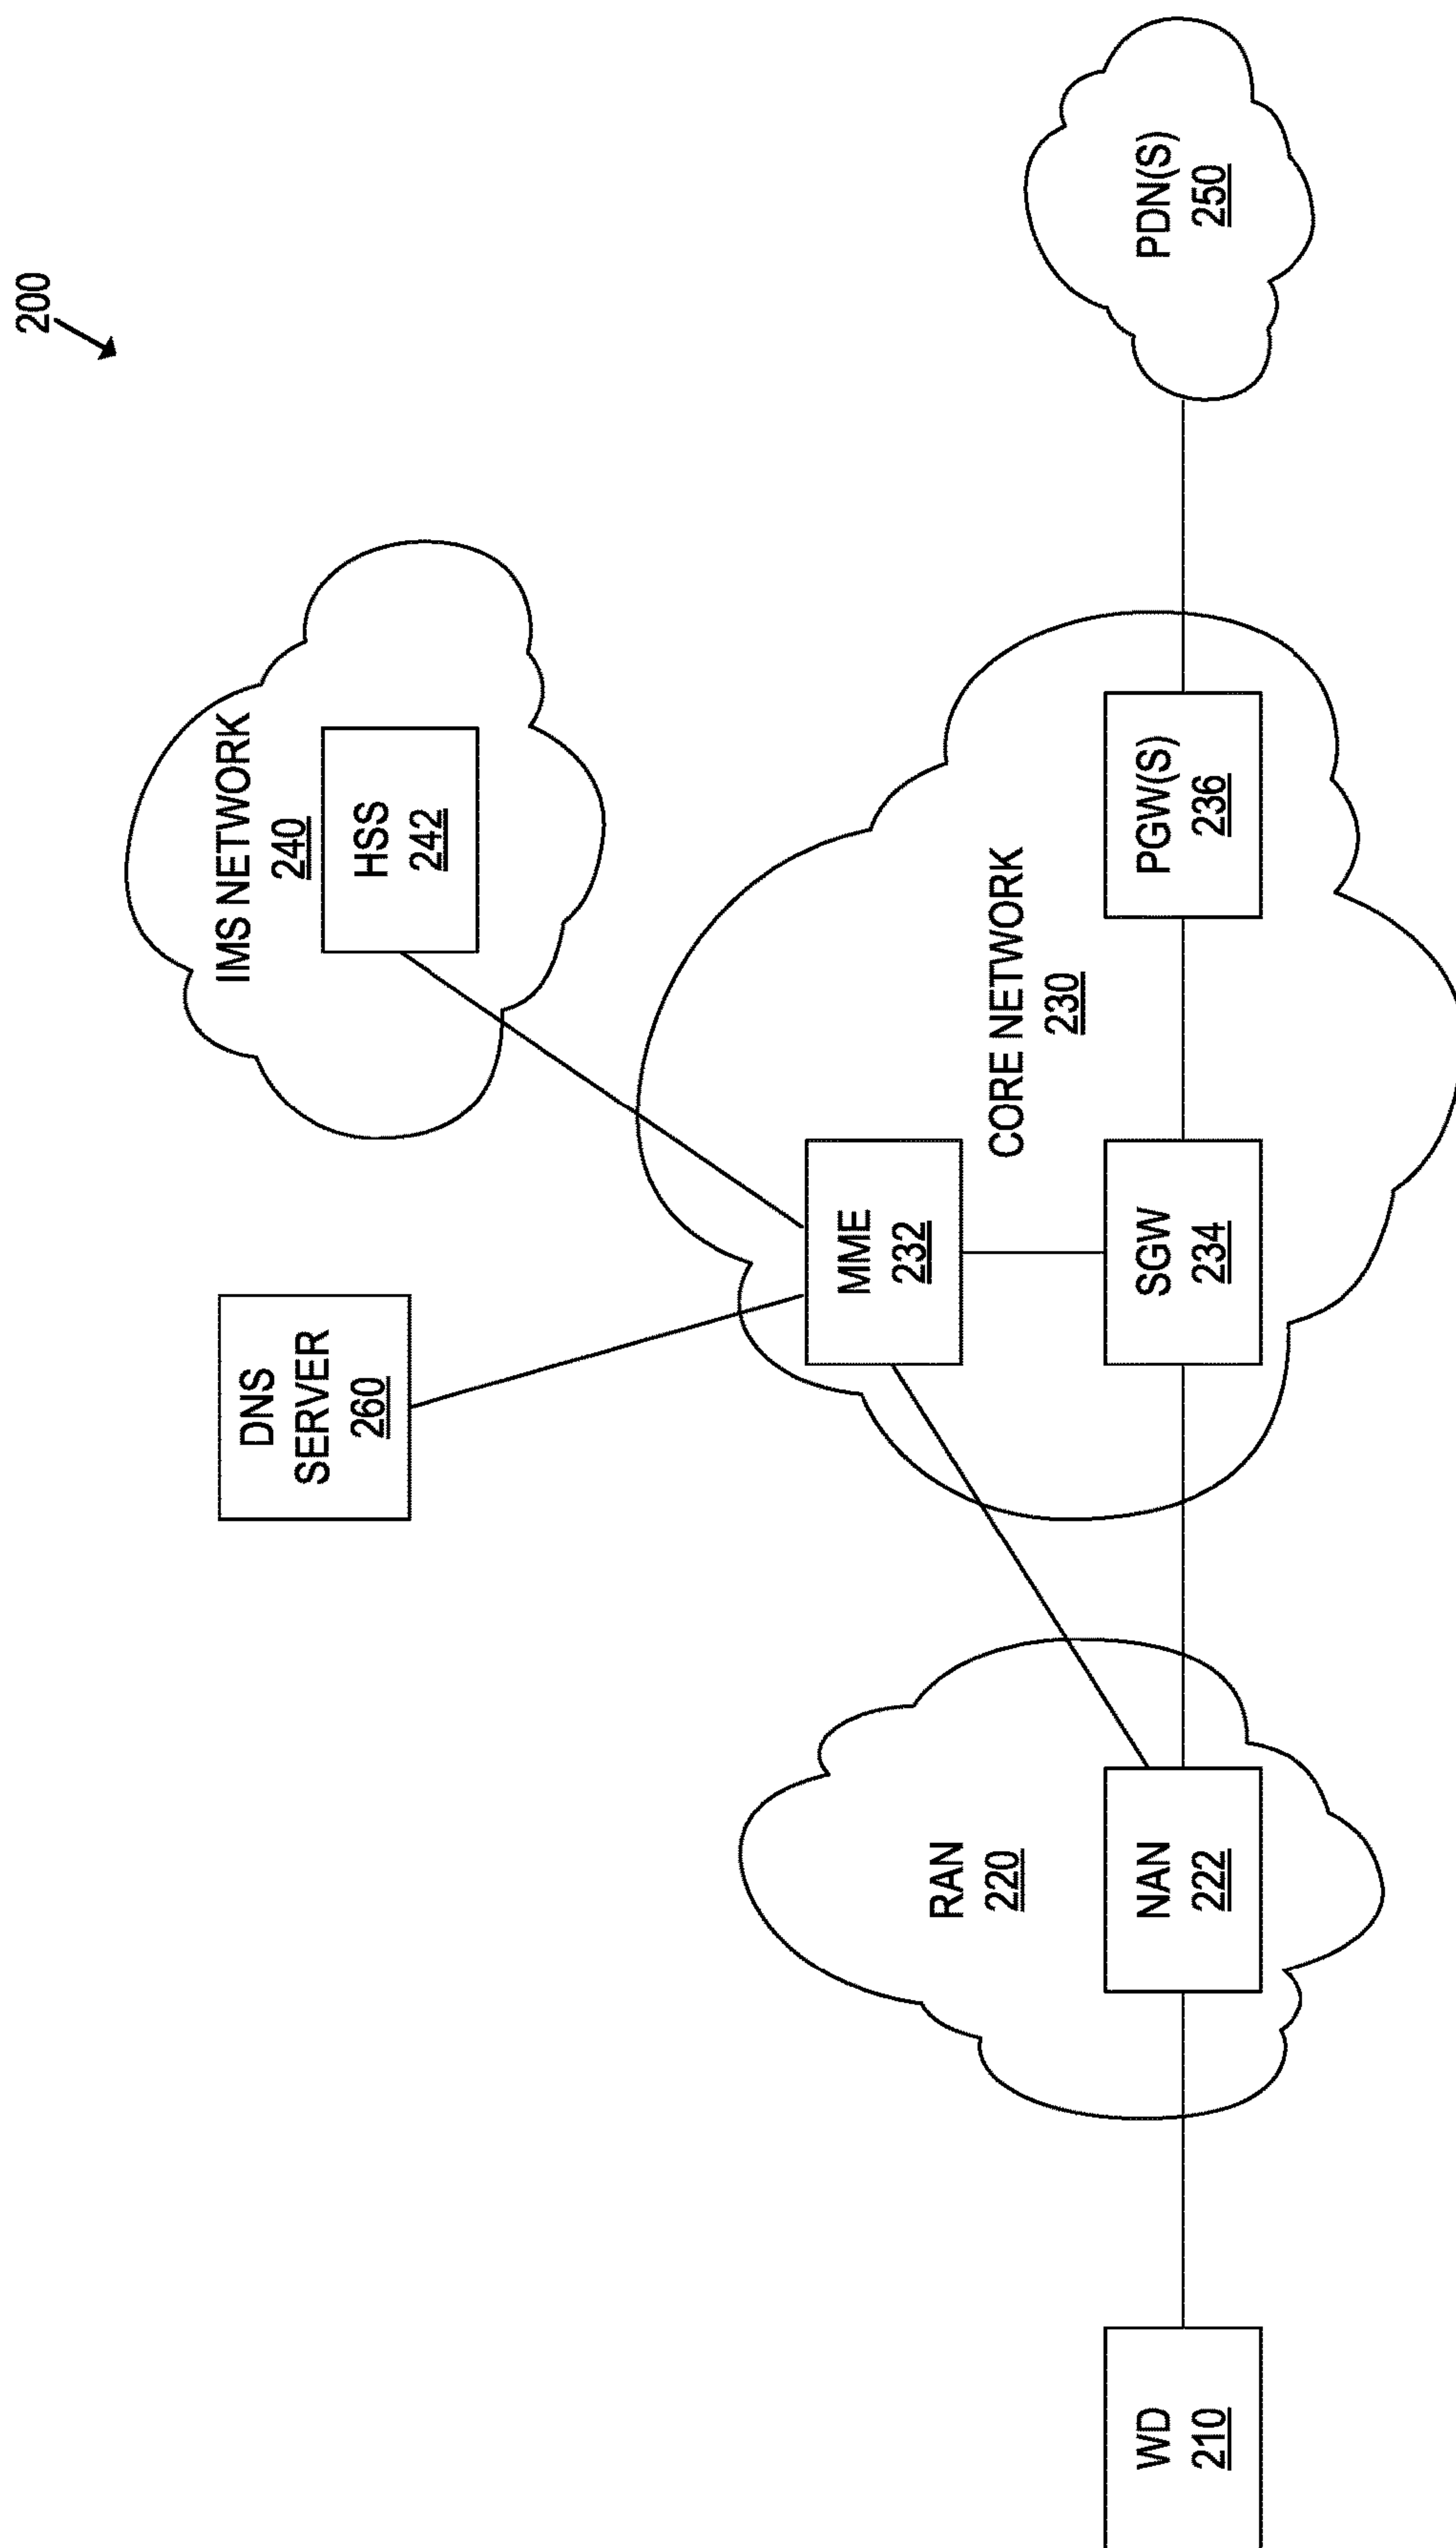 200
DNS
SERVER
260
IMS NETWORK
240
HSS
242
MME
232
CORE NETWORK
230
RAN
220
WD
210
NAN
222
SGW
234
PGW(S)
236
PDN(S)
250